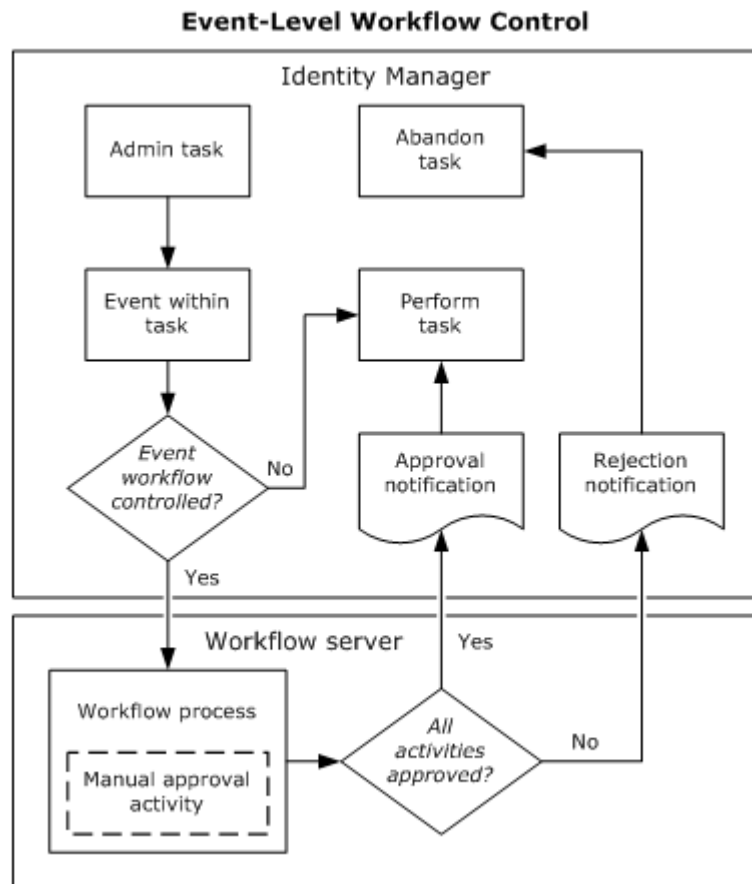 Event-Level Workflow Control
Identity Manager
Admin task
Abandon
task
Event within
task
Perform
task
Event
workflow
controlled?
No
Approval
notification
Rejection
notification
Yes
Workflow server
Yes
Workflow process
Manual approval
activity
All
activities
approved?
No